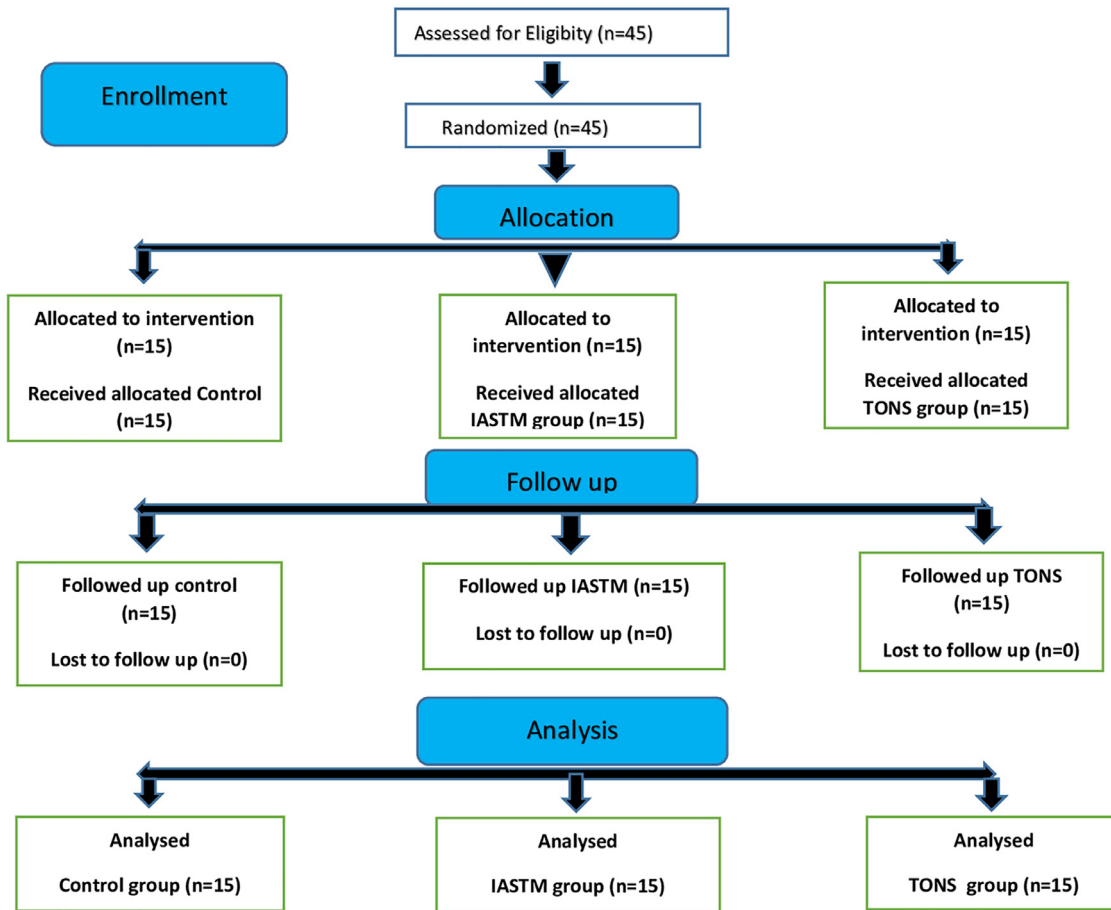 Assessed for Eligibity (n=45)
Enrollment
Randomized (n=45)
Allocation
Allocated to intervention
(n=15)
Received allocated Control
(n=15)
Allocated to
intervention (n=15)
Received allocated
IASTM group (n=15)
Allocated to
intervention (n=15)
Received allocated
TONS group (n=15)
Follow up
Followed up control
(n=15)
Lost to follow up (n=0)
Followed up IASTM (n=15)
Lost to follow up (n=0)
Followed up TONS
(n=15)
Lost to follow up (n=0)
Analysis
Analysed
Control group (n=15)
Analysed
IASTM group (n=15)
Analysed
TONS group (n=15)